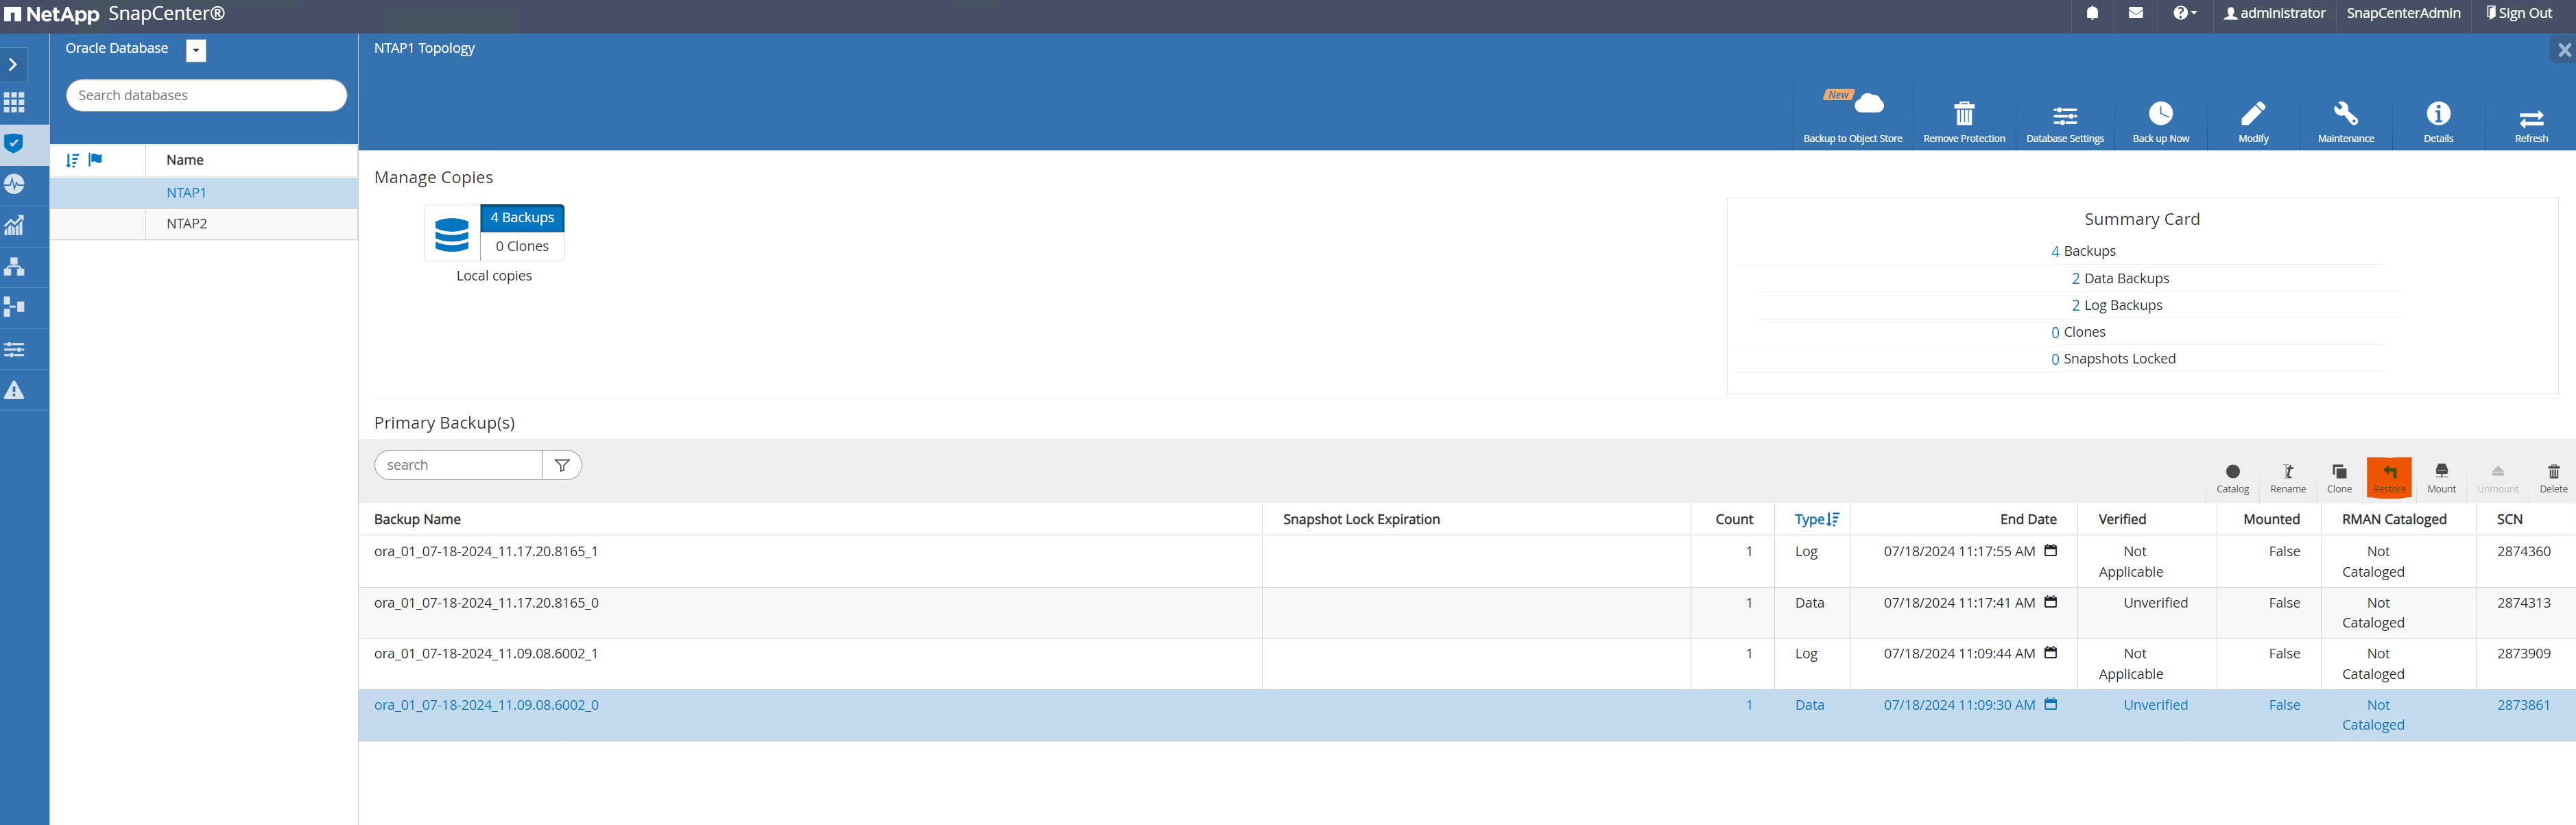 NetApp SnapCenter®
administrator SnapCenterAdmin Sign Out
Oracle Database
NTAP1 Topology
Search databases
New
Backup to Object Store Remove Protection Database Settings Back up Now Modify Maintenance Details Refresh
Name
NTAP1
NTAP2
Manage Copies
4 Backups
0 Clones
Local copies
Summary Card
4 Backups
2 Data Backups
2 Log Backups
0 Clones
0 Snapshots Locked
Primary Backup(s)
search
Catalog Rename Clone Restore Mount Unmount Delete
Backup Name Snapshot Lock Expiration Count Type End Date Verified Mounted RMAN Cataloged SCN
ora_01_07-18-2024_11.17.20.8165_1 1 Log 07/18/2024 11:17:55 AM Not Applicable False Not Cataloged 2874360
ora_01_07-18-2024_11.17.20.8165_0 1 Data 07/18/2024 11:17:41 AM Unverified False Not Cataloged 2874313
ora_01_07-18-2024_11.09.08.6002_1 1 Log 07/18/2024 11:09:44 AM Not Applicable False Not Cataloged 2873909
ora_01_07-18-2024_11.09.08.6002_0 1 Data 07/18/2024 11:09:30 AM Unverified False Not Cataloged 2873861